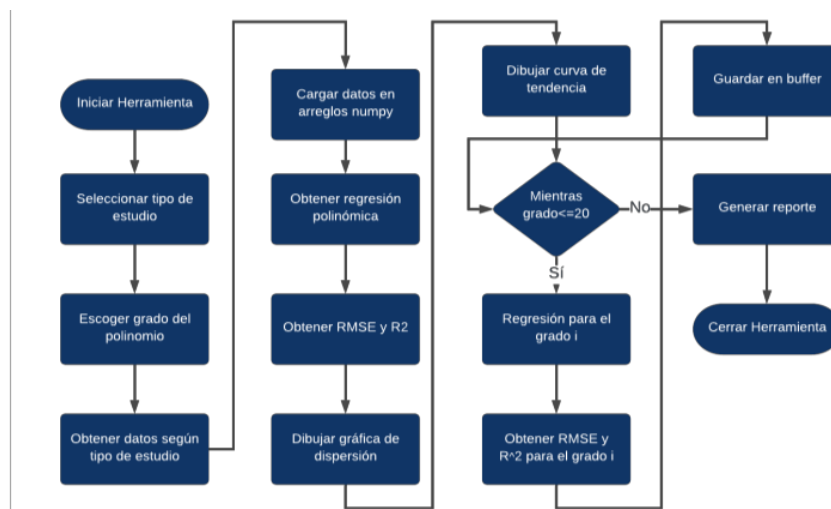 Iniciar Herramienta
Seleccionar tipo de
estudio
Escoger grado del
polinomio
Obtener datos según
tipo de estudio
Cargar datos en
arreglos numpy
Obtener regresión
polinómica
Obtener RMSE y R2
Dibujar gráfica de
dispersión
Dibujar curva de
tendencia
Mientras
grado<=20
No
Sí
Regresión para el
grado i
Obtener RMSE y
R^2 para el grado i
Guardar en buffer
Generar reporte
Cerrar Herramienta